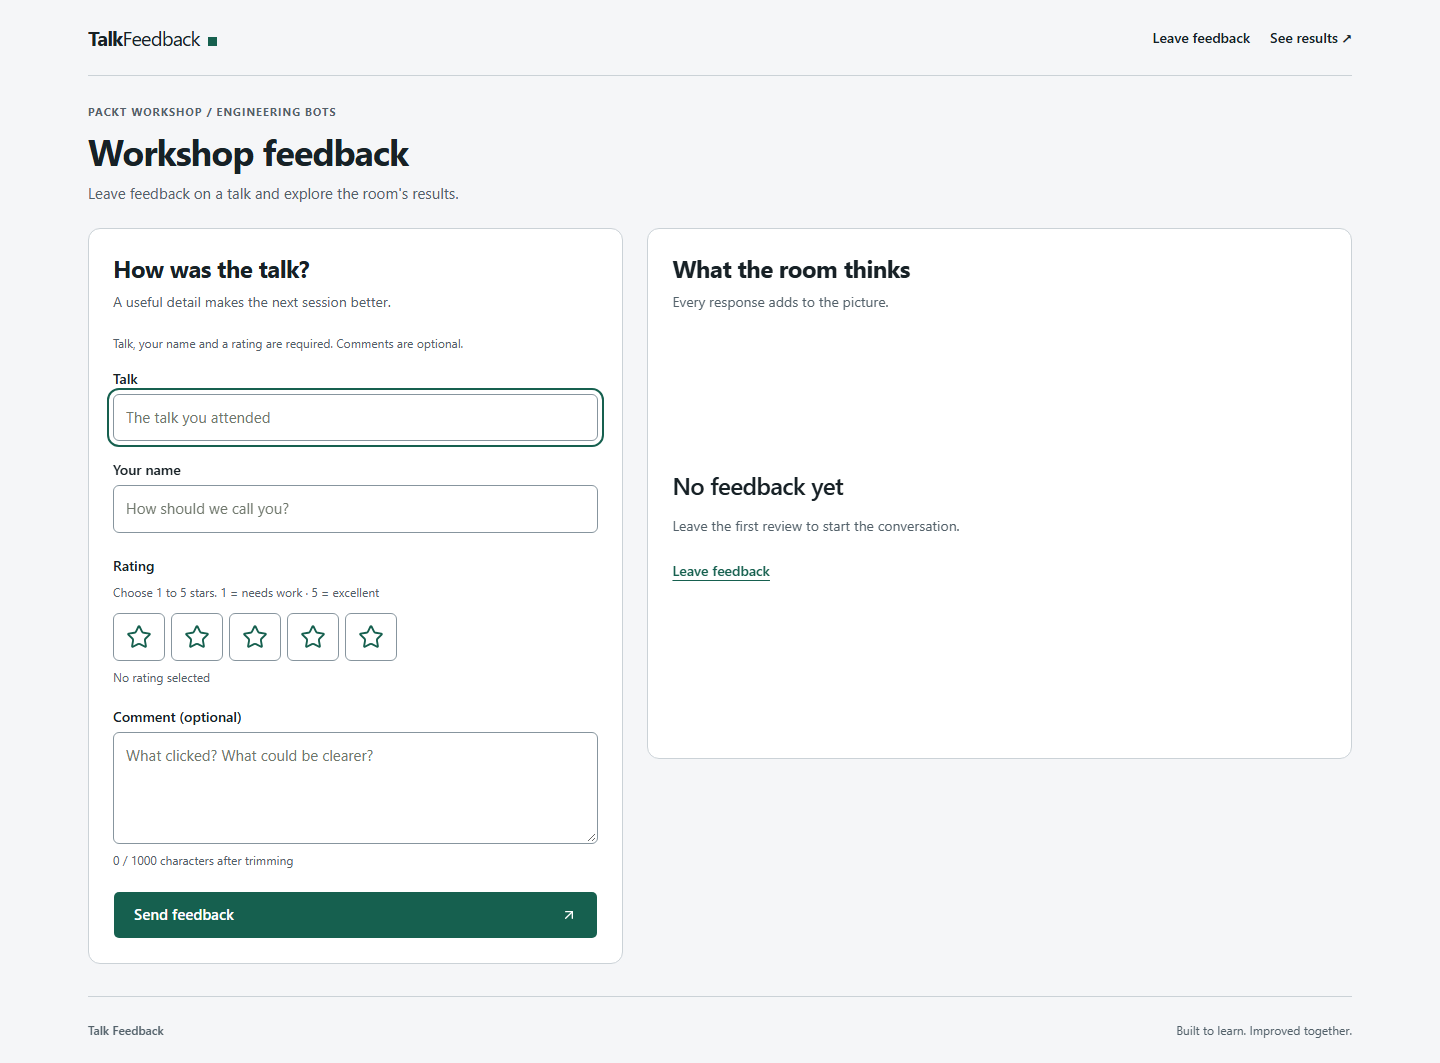 TalkFeedback
Leave feedback
See results ↗
PACKT WORKSHOP / ENGINEERING BOTS
Workshop feedback
Leave feedback on a talk and explore the room's results.
How was the talk?
A useful detail makes the next session better.
Talk, your name and a rating are required. Comments are optional.
Talk
The talk you attended
Your name
How should we call you?
Rating
Choose 1 to 5 stars. 1 = needs work · 5 = excellent
No rating selected
Comment (optional)
What clicked? What could be clearer?
0 / 1000 characters after trimming
Send feedback
What the room thinks
Every response adds to the picture.
No feedback yet
Leave the first review to start the conversation.
Leave feedback
Talk Feedback
Built to learn. Improved together.